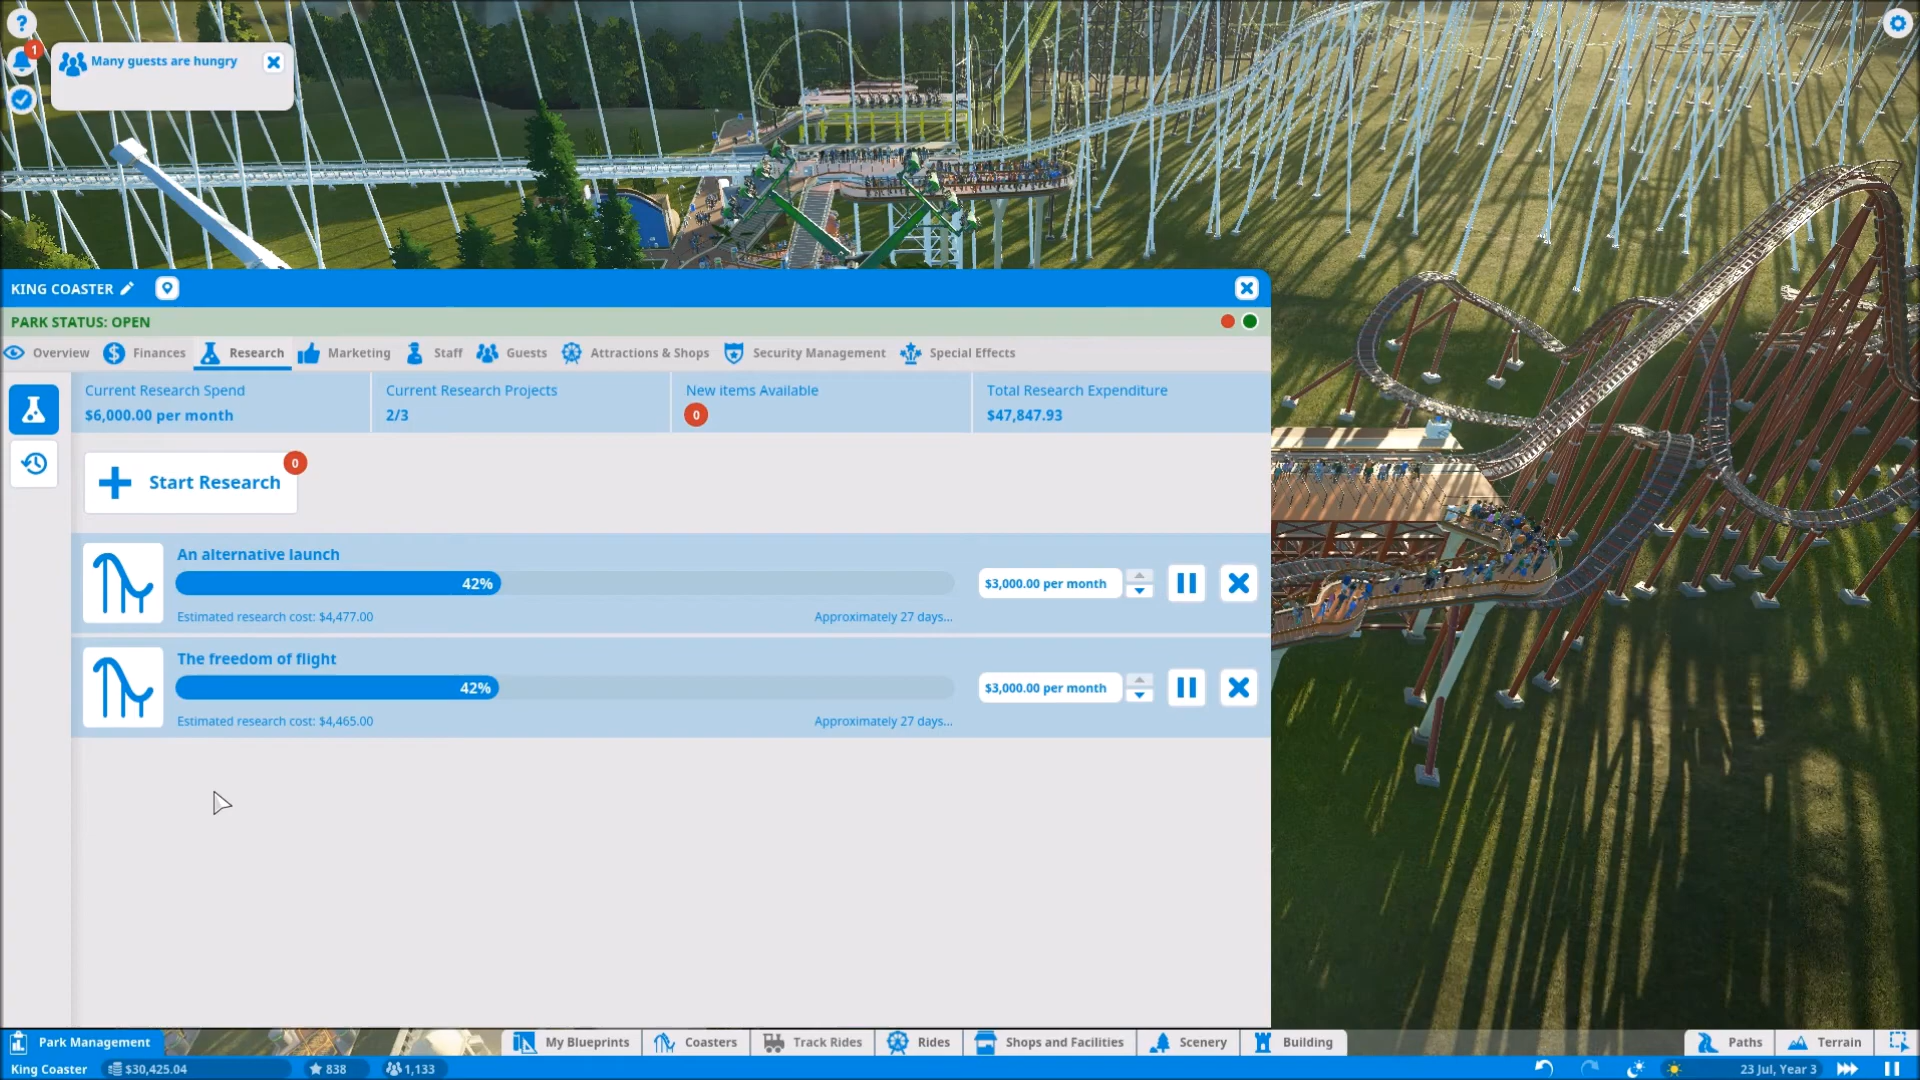 ?
1
Many guests are hungry
KING COASTER
PARK STATUS: OPEN
Overview Finances Research Marketing Staff Guests Attractions & Shops Security Management Special Effects
Current Research Spend Current Research Projects New items Available Total Research Expenditure
$6,000.00 per month 2/3 0 $47,847.93
Start Research 0
An alternative launch
42% $3,000.00 per month
Estimated research cost: $4,477.00 Approximately 27 days...
The freedom of flight
42% $3,000.00 per month
Estimated research cost: $4,465.00 Approximately 27 days...
Park Management My Blueprints Coasters Track Rides Rides Shops and Facilities Scenery Building Paths Terrain
King Coaster $30,425.04 838 1,133 23 Jul, Year 3